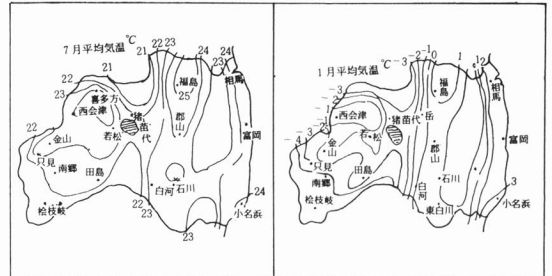 7月平均気温 ℃
21
22
23
24
23
22
21
23
福島
25
相馬
喜多方
西会津
猪苗代
若松
郡山
22
金山
只見
南郷
田島
富岡
白河
石川
24
22
23
小名浜
桧枝岐
23
1月平均気温 ℃
-3
-2
-1
0
1
2
1
-3
福島
相馬
西会津
猪苗代
岳
若松
郡山
-4
-3
金山
只見
南郷
田島
富岡
白河
石川
3
東白川
小名浜
桧枝岐